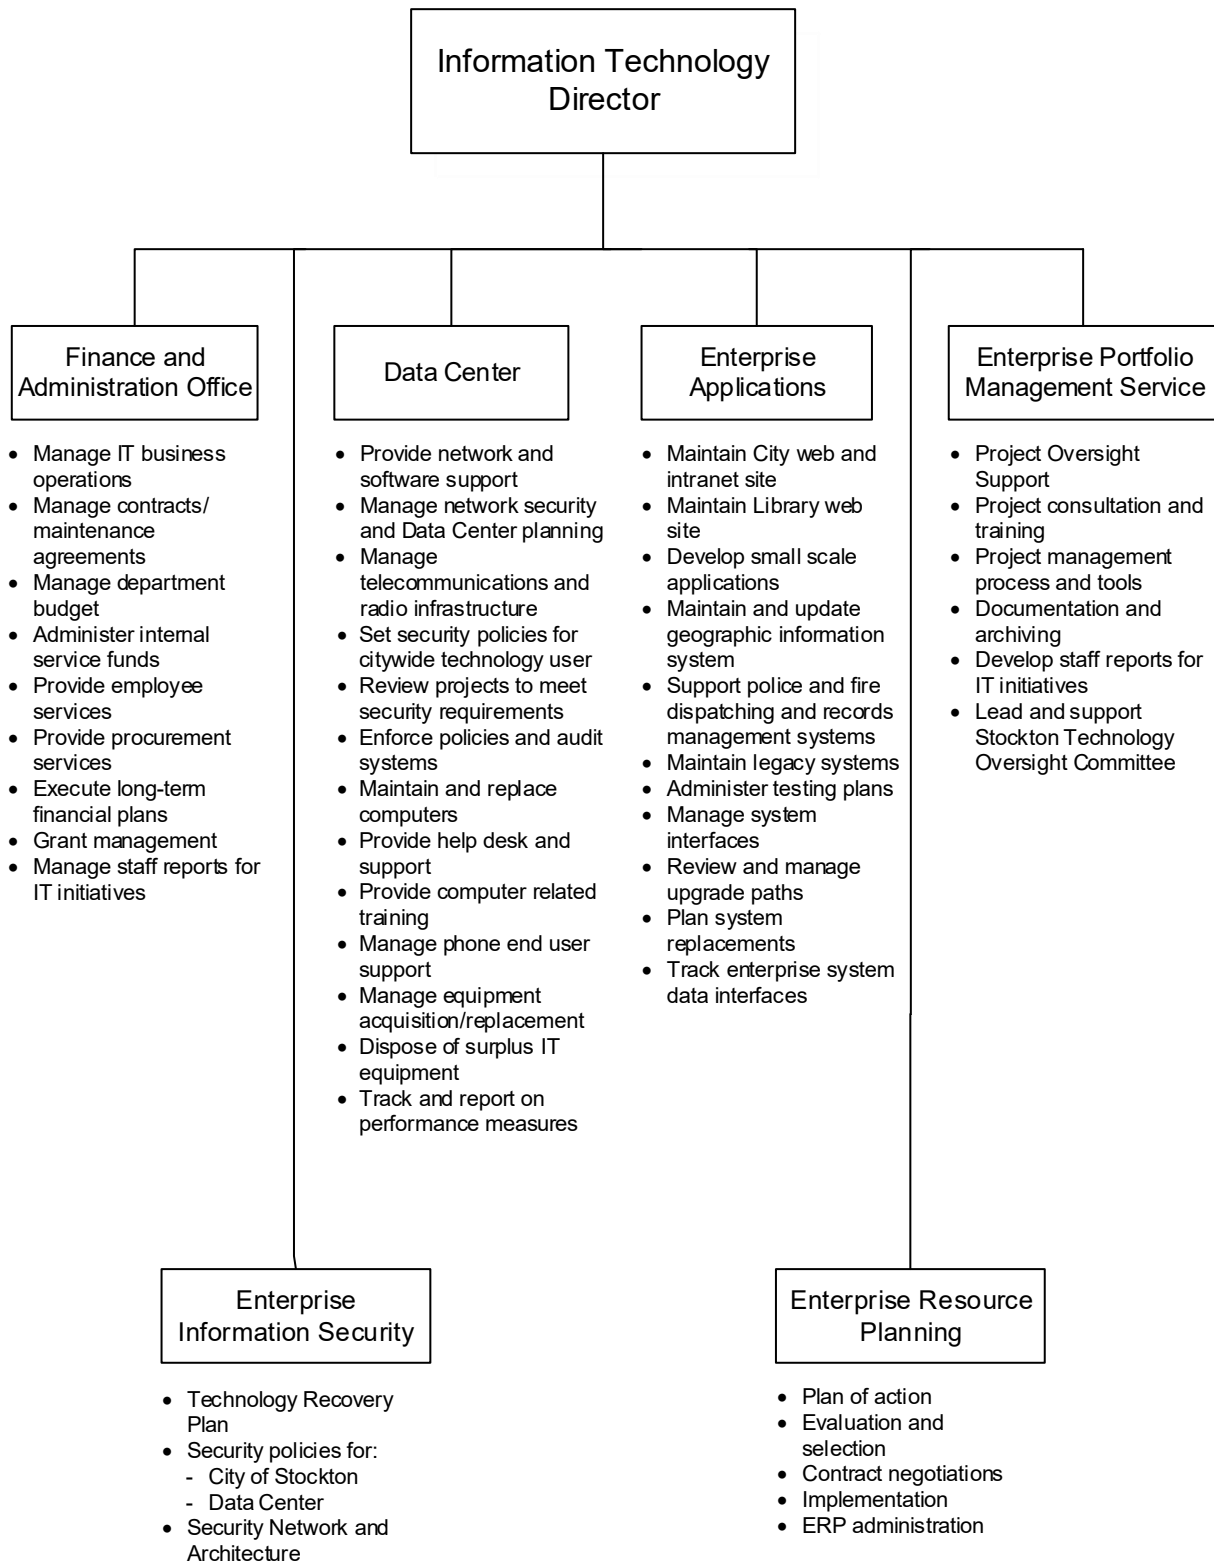 Information Technology
Director
Finance and
Administration Office
• Manage IT business
operations
• Manage contracts/
maintenance
agreements
• Manage department
budget
• Administer internal
service funds
• Provide employee
services
• Provide procurement
services
• Execute long-term
financial plans
• Grant management
• Manage staff reports for
IT initiatives
Data Center
• Provide network and
software support
• Manage network security
and Data Center planning
• Manage
telecommunications and
radio infrastructure
• Set security policies for
citywide technology user
• Review projects to meet
security requirements
• Enforce policies and audit
systems
• Maintain and replace
computers
• Provide help desk and
support
• Provide computer related
training
• Manage phone end user
support
• Manage equipment
acquisition/replacement
• Dispose of surplus IT
equipment
• Track and report on
performance measures
Enterprise
Applications
• Maintain City web and
intranet site
• Maintain Library web
site
• Develop small scale
applications
• Maintain and update
geographic information
system
• Support police and fire
dispatching and records
management systems
• Maintain legacy systems
• Administer testing plans
• Manage system
interfaces
• Review and manage
upgrade paths
• Plan system
replacements
• Track enterprise system
data interfaces
Enterprise Portfolio
Management Service
• Project Oversight
Support
• Project consultation and
training
• Project management
process and tools
• Documentation and
archiving
• Develop staff reports for
IT initiatives
• Lead and support
Stockton Technology
Oversight Committee
Enterprise
Information Security
• Technology Recovery
Plan
• Security policies for:
- City of Stockton
- Data Center
• Security Network and
Architecture
Enterprise Resource
Planning
• Plan of action
• Evaluation and
selection
• Contract negotiations
• Implementation
• ERP administration